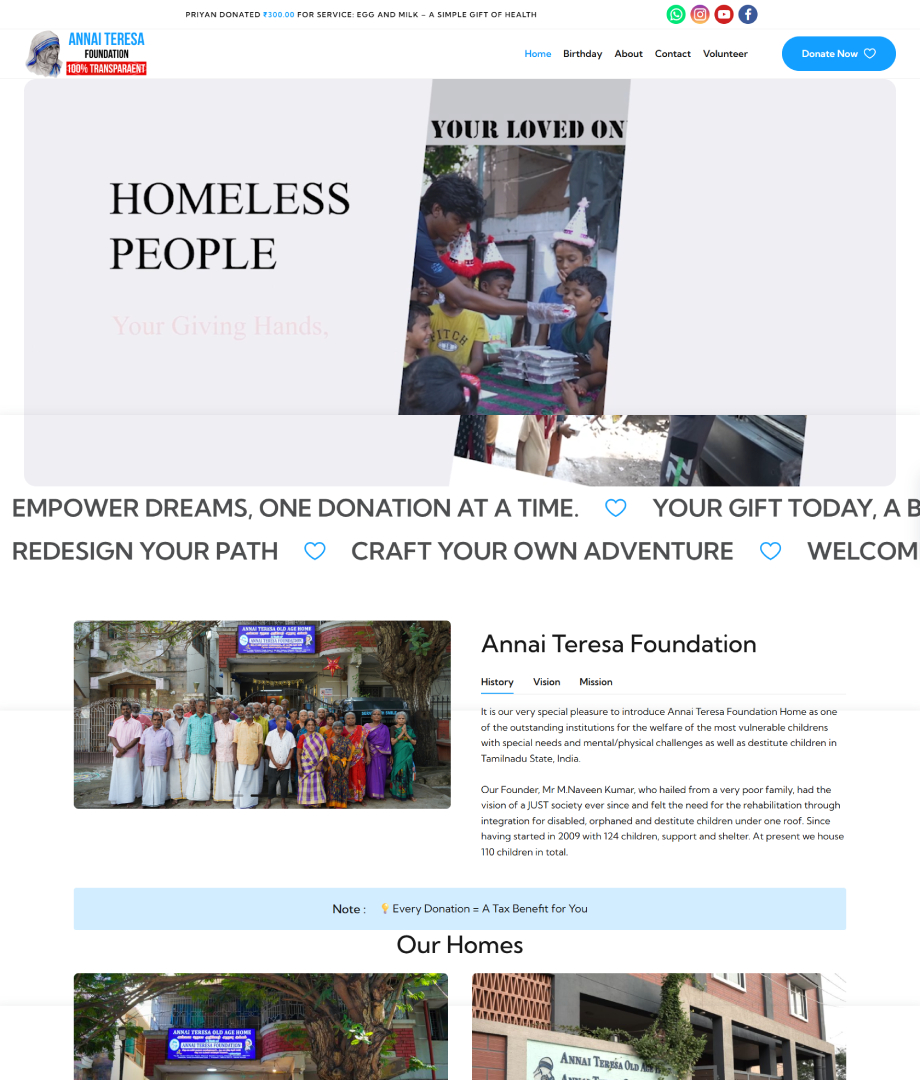 PRIYAN DONATED ₹300.00 FOR SERVICE: EGG AND MILK – A SIMPLE GIFT OF HEALTH
ANNAI TERESA
FOUNDATION
100% TRANSPARAENT
Home Birthday About Contact Volunteer
Donate Now
YOUR LOVED ON
HOMELESS
PEOPLE
Your Giving Hands,
EMPOWER DREAMS, ONE DONATION AT A TIME. YOUR GIFT TODAY, A B
REDESIGN YOUR PATH CRAFT YOUR OWN ADVENTURE WELCOM
ANNAI TERESA OLD AGE HOME
ANNAI TERESA FOUNDATION
Annai Teresa Foundation
History Vision Mission
It is our very special pleasure to introduce Annai Teresa Foundation Home as one
of the outstanding institutions for the welfare of the most vulnerable childrens
with special needs and mental/physical challenges as well as destitute children in
Tamilnadu State, India.
Our Founder, Mr M.Naveen Kumar, who hailed from a very poor family, had the
vision of a JUST society ever since and felt the need for the rehabilitation through
integration for disabled, orphaned and destitute children under one roof. Since
having started in 2009 with 124 children, support and shelter. At present we house
110 children in total.
Note : 💡 Every Donation = A Tax Benefit for You
Our Homes
ANNAI TERESA OLD AGE HOME
ANNAI TERESA FOUNDATION
ANNAI TERESA OLD AGE